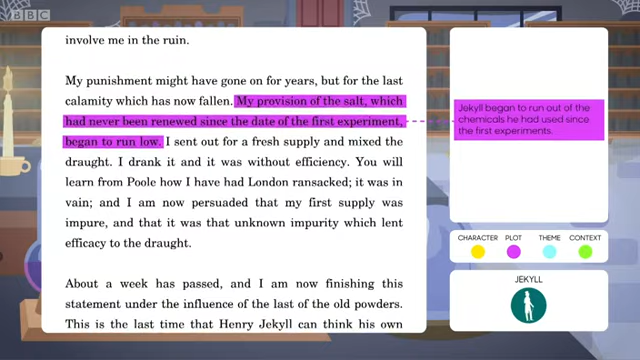 BBC
involve me in the ruin.
My punishment might have gone on for years, but for the last
calamity which has now fallen. My provision of the salt, which
had never been renewed since the date of the first experiment,
began to run low. I sent out for a fresh supply and mixed the
draught. I drank it and it was without efficiency. You will
learn from Poole how I have had London ransacked; it was in
vain; and I am now persuaded that my first supply was
impure, and that it was that unknown impurity which lent
efficacy to the draught.
About a week has passed, and I am now finishing this
statement under the influence of the last of the old powders.
This is the last time that Henry Jekyll can think his own
Jekyll began to run out of the
chemicals he had used since
the first experiments.
CHARACTER PLOT THEME CONTEXT
JEKYLL